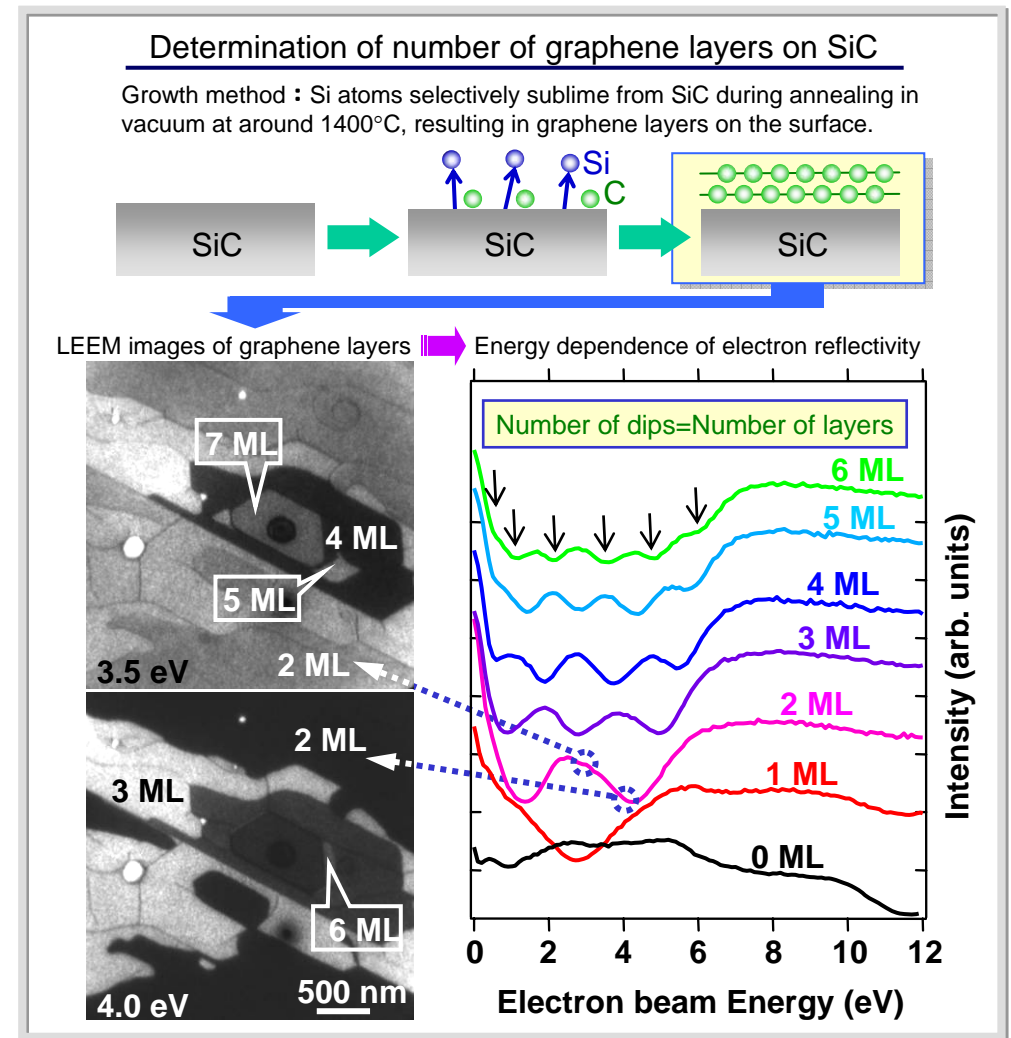 Determination of number of graphene layers on SiC
Growth method：Si atoms selectively sublime from SiC during annealing in
vacuum at around 1400°C, resulting in graphene layers on the surface.
Si
C
SiC
SiC
SiC
LEEM images of graphene layers
Energy dependence of electron reflectivity
7 ML
4 ML
5 ML
2 ML
3.5 eV
2 ML
3 ML
6 ML
4.0 eV
500 nm
Number of dips=Number of layers
6 ML
5 ML
4 ML
3 ML
2 ML
1 ML
0 ML
Intensity (arb. units)
0 2 4 6 8 10 12
Electron beam Energy (eV)